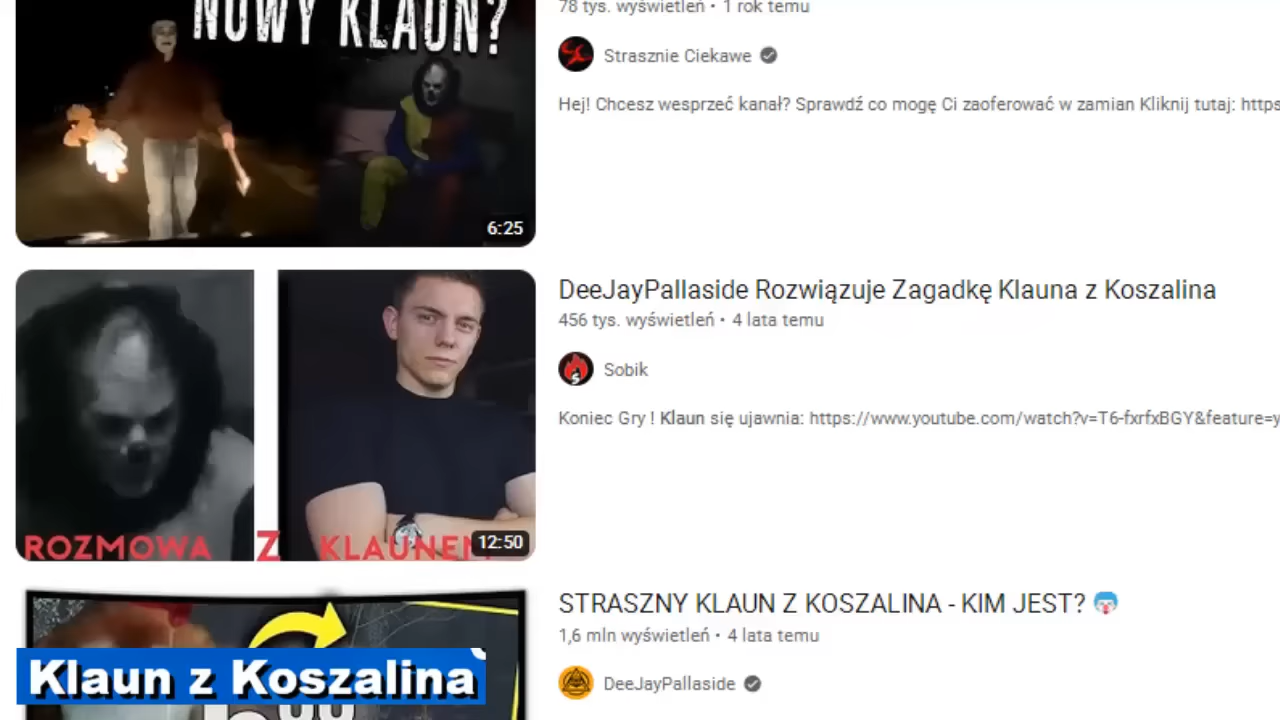 NOWY KLAUN?
6:25
78 tys. wyświetleń • 1 rok temu
Strasznie Ciekawe
Hej! Chcesz wesprzeć kanał? Sprawdź co mogę Ci zaoferować w zamian Kliknij tutaj: https
ROZMOWA Z KLAUNEM
12:50
DeeJayPallaside Rozwiązuje Zagadkę Klauna z Koszalina
456 tys. wyświetleń • 4 lata temu
Sobik
Koniec Gry ! Klaun się ujawnia: https://www.youtube.com/watch?v=T6-fxrfxBGY&feature=y
STRASZNY KLAUN Z KOSZALINA - KIM JEST? 🤡
1,6 mln wyświetleń • 4 lata temu
DeeJayPallaside
Klaun z Koszalina